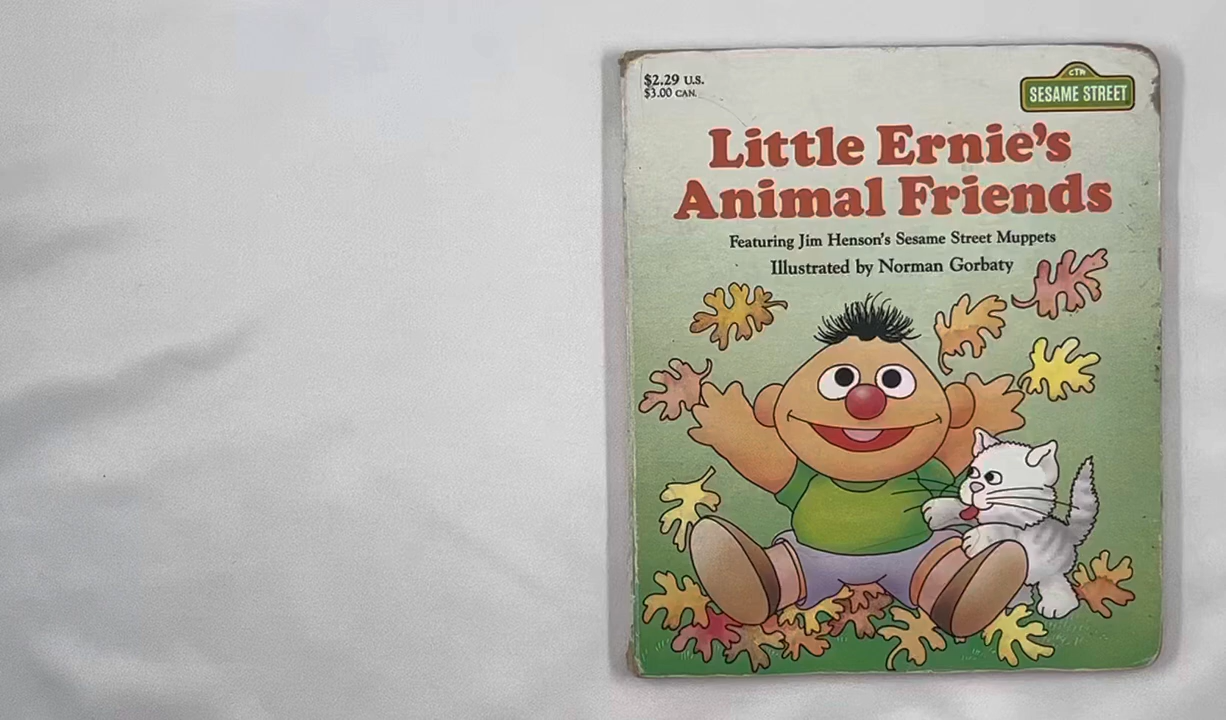 $2.29 U.S.
$3.00 CAN.
CTW
SESAME STREET
Little Ernie's
Animal Friends
Featuring Jim Henson's Sesame Street Muppets
Illustrated by Norman Gorbaty